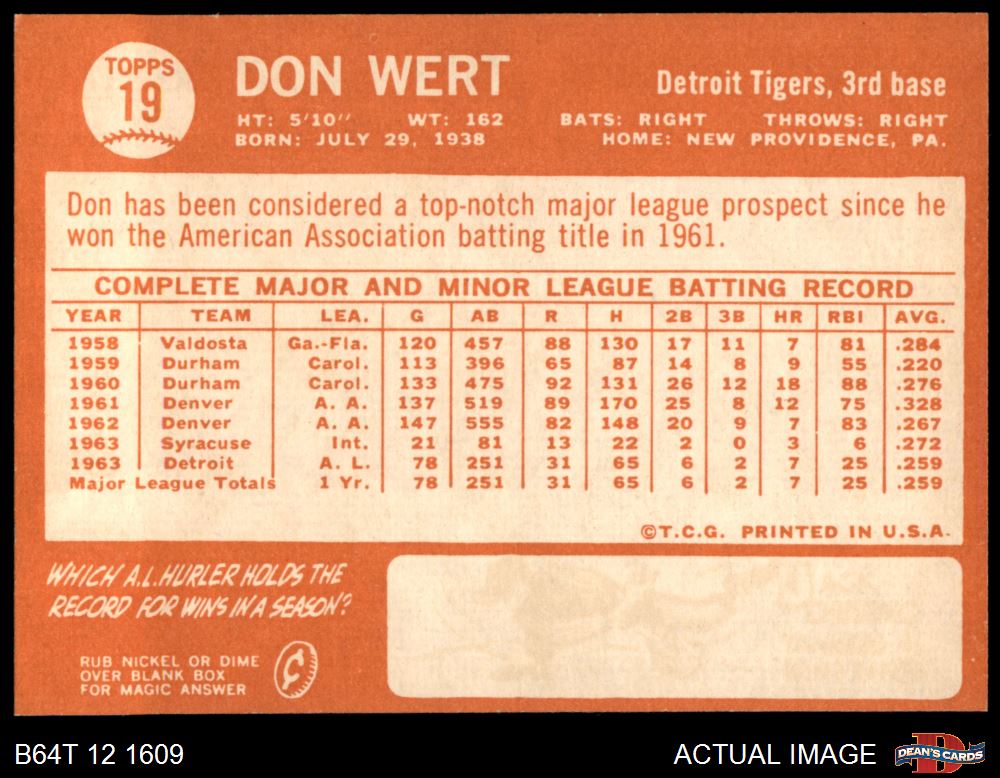 TOPPS
19
DON WERT
Detroit Tigers, 3rd base
HT: 5'10" WT: 162 BATS: RIGHT THROWS: RIGHT
BORN: JULY 29, 1938 HOME: NEW PROVIDENCE, PA.
Don has been considered a top-notch major league prospect since he
won the American Association batting title in 1961.
COMPLETE MAJOR AND MINOR LEAGUE BATTING RECORD
YEAR TEAM LEA. G AB R H 2B 3B HR RBI AVG.
1958 Valdosta Ga.-Fla. 120 457 88 130 17 11 7 81 .284
1959 Durham Carol. 113 396 65 87 14 8 9 55 .220
1960 Durham Carol. 133 475 92 131 26 12 18 88 .276
1961 Denver A. A. 137 519 89 170 25 8 12 75 .328
1962 Denver A. A. 147 555 82 148 20 9 7 83 .267
1963 Syracuse Int. 21 81 13 22 2 0 3 6 .272
1963 Detroit A. L. 78 251 31 65 6 2 7 25 .259
Major League Totals 1 Yr. 78 251 31 65 6 2 7 25 .259
©T.C.G. PRINTED IN U.S.A.
WHICH A.L. HURLER HOLDS THE
RECORD FOR WINS IN A SEASON?
RUB NICKEL OR DIME
OVER BLANK BOX
FOR MAGIC ANSWER
¢
B64T 12 1609
ACTUAL IMAGE
DEAN'S CARDS